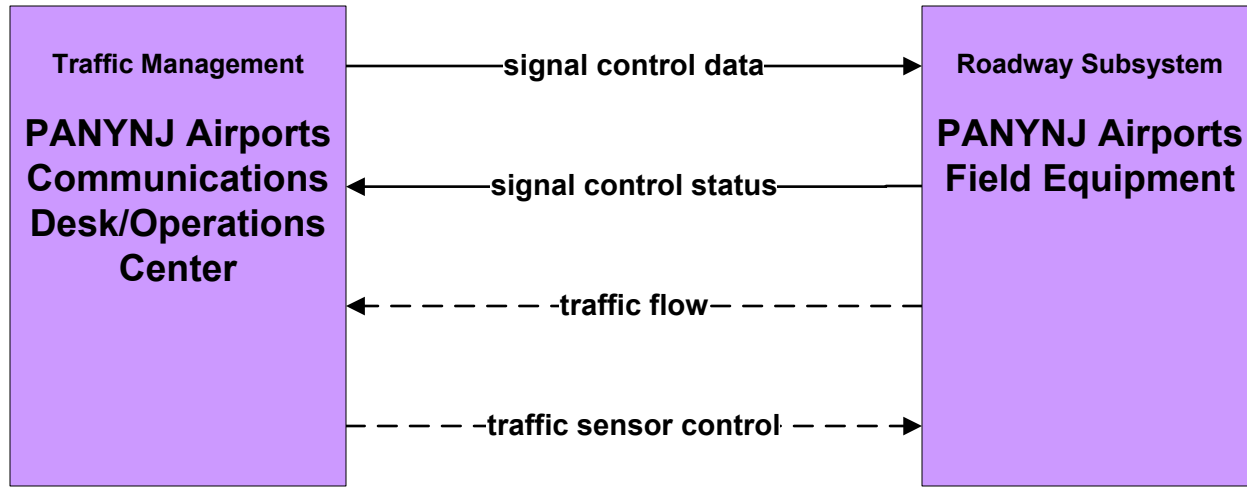 Traffic Management
PANYNJ Airports
Communications
Desk/Operations
Center
signal control data
signal control status
traffic flow
traffic sensor control
Roadway Subsystem
PANYNJ Airports
Field Equipment